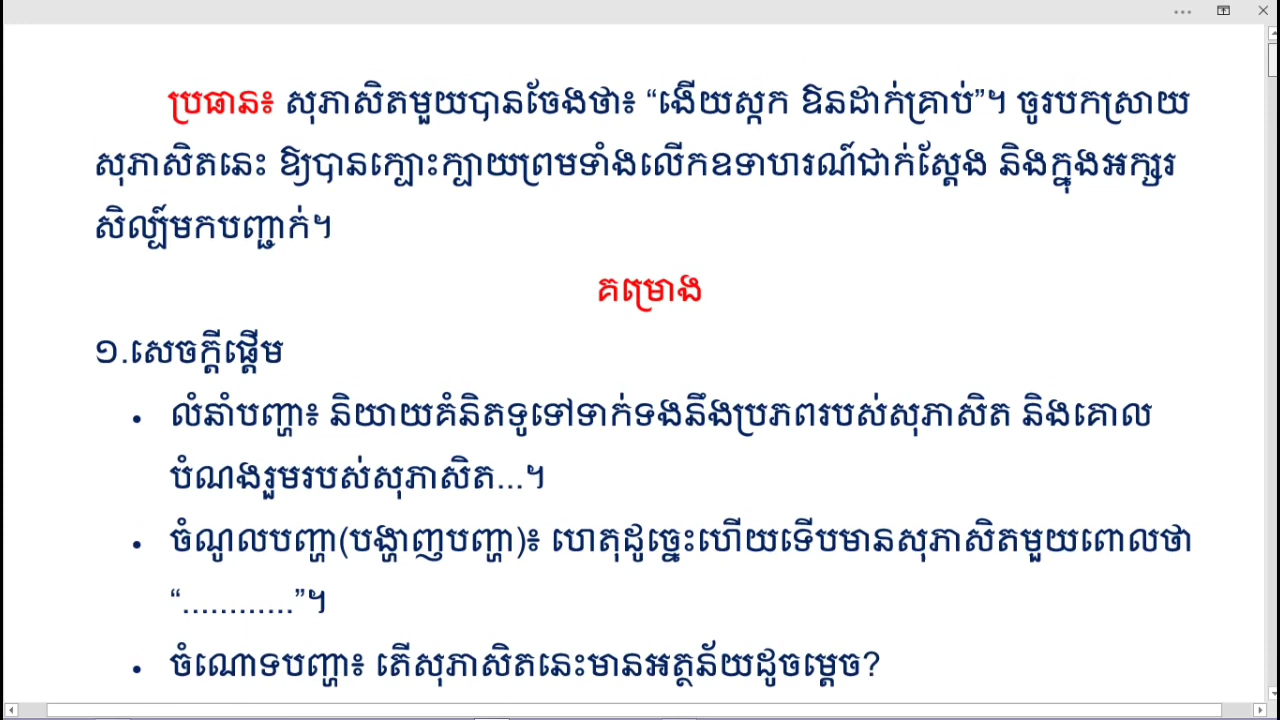 ប្រធាន៖ សុភាសិតមួយបានចែងថា៖ “ងើយស្កក ឱនដាក់គ្រាប់”។ ចូរបកស្រាយ
សុភាសិតនេះ ឱ្យបានក្បោះក្បាយព្រមទាំងលើកឧទាហរណ៍ជាក់ស្ដែង និងក្នុងអក្សរ
សិល្ប៍មកបញ្ជាក់។
គម្រោង
១.សេចក្ដីផ្ដើម
• លំនាំបញ្ហា៖ និយាយគំនិតទូទៅទាក់ទងនឹងប្រភពរបស់សុភាសិត និងគោល
បំណងរួមរបស់សុភាសិត...។
• ចំណូលបញ្ហា(បង្ហាញបញ្ហា)៖ ហេតុដូច្នេះហើយទើបមានសុភាសិតមួយពោលថា
“............”។
• ចំណោទបញ្ហា៖ តើសុភាសិតនេះមានអត្ថន័យដូចម្ដេច?